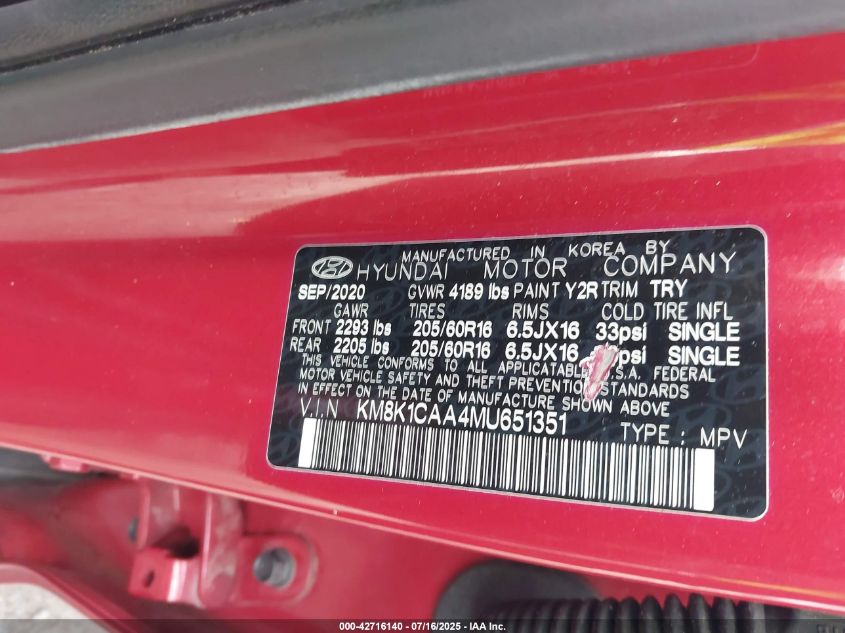 MANUFACTURED IN KOREA BY
HYUNDAI MOTOR COMPANY
SEP/2020 GVWR 4189 lbs PAINT Y2R TRIM TRY
GAWR TIRES RIMS COLD TIRE INFL
FRONT 2293 lbs 205/60R16 6.5JX16 33psi SINGLE
REAR 2205 lbs 205/60R16 6.5JX16 psi SINGLE
THIS VEHICLE CONFORMS TO ALL APPLICATABLE U.S.A. FEDERAL
MOTOR VEHICLE SAFETY AND THEFT PREVENTION STANDARDS
IN EFFECT ON THE DATE OF MANUFACTURE SHOWN ABOVE
V.I.N KM8K1CAA4MU651351
TYPE : MPV
000-42716140 - 07/16/2025 - IAA Inc.